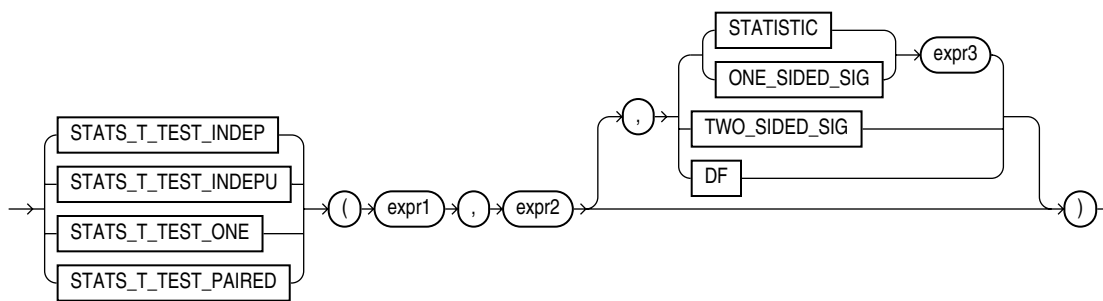 STATISTIC
ONE_SIDED_SIG
expr3
,
TWO_SIDED_SIG
DF
STATS_T_TEST_INDEP
STATS_T_TEST_INDEPU
STATS_T_TEST_ONE
STATS_T_TEST_PAIRED
( expr1 , expr2 )